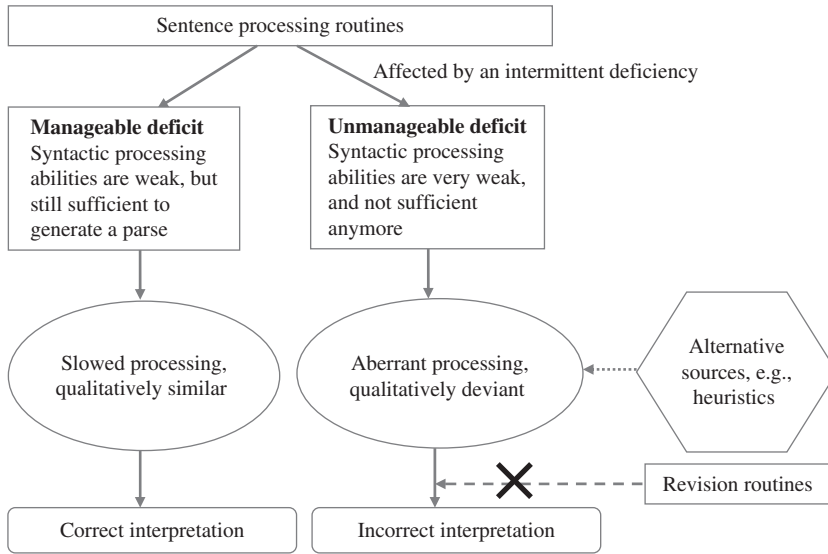 Sentence processing routines
Affected by an intermittent deficiency
Manageable deficit
Syntactic processing
abilities are weak, but
still sufficient to
generate a parse
Unmanageable deficit
Syntactic processing
abilities are very weak,
and not sufficient
anymore
Slowed processing,
qualitatively similar
Aberrant processing,
qualitatively deviant
Alternative
sources, e.g.,
heuristics
Revision routines
Correct interpretation
Incorrect interpretation